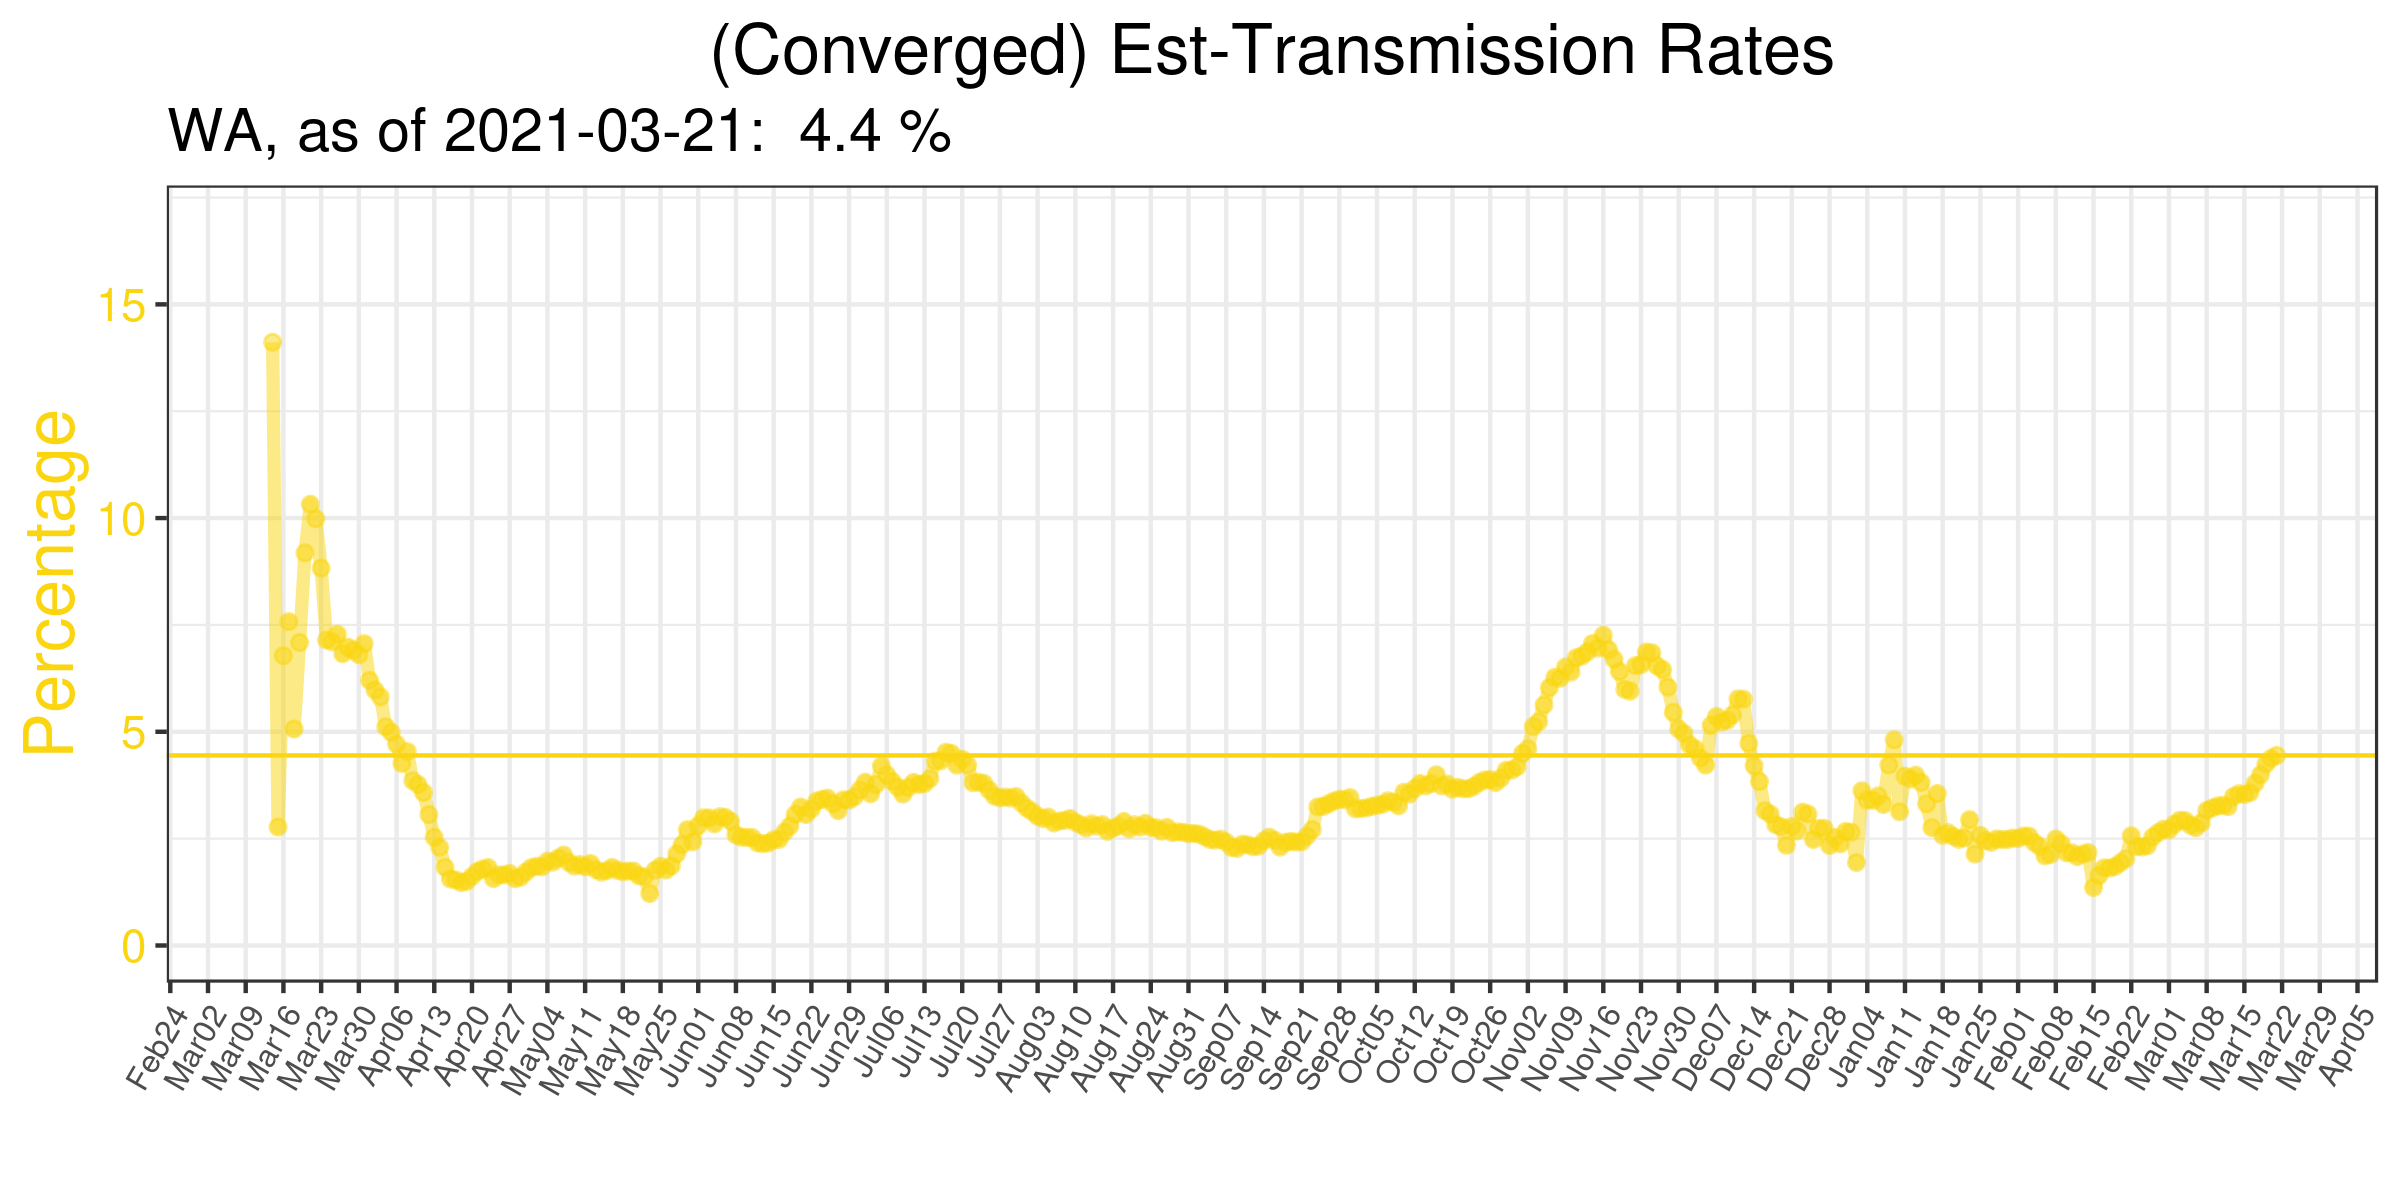 (Converged) Est-Transmission Rates
WA, as of 2021-03-21:  4.4 %
Percentage
15
10
5
0
Feb24
Mar02
Mar09
Mar16
Mar23
Mar30
Apr06
Apr13
Apr20
Apr27
May04
May11
May18
May25
Jun01
Jun08
Jun15
Jun22
Jun29
Jul06
Jul13
Jul20
Jul27
Aug03
Aug10
Aug17
Aug24
Aug31
Sep07
Sep14
Sep21
Sep28
Oct05
Oct12
Oct19
Oct26
Nov02
Nov09
Nov16
Nov23
Nov30
Dec07
Dec14
Dec21
Dec28
Jan04
Jan11
Jan18
Jan25
Feb01
Feb08
Feb15
Feb22
Mar01
Mar08
Mar15
Mar22
Mar29
Apr05